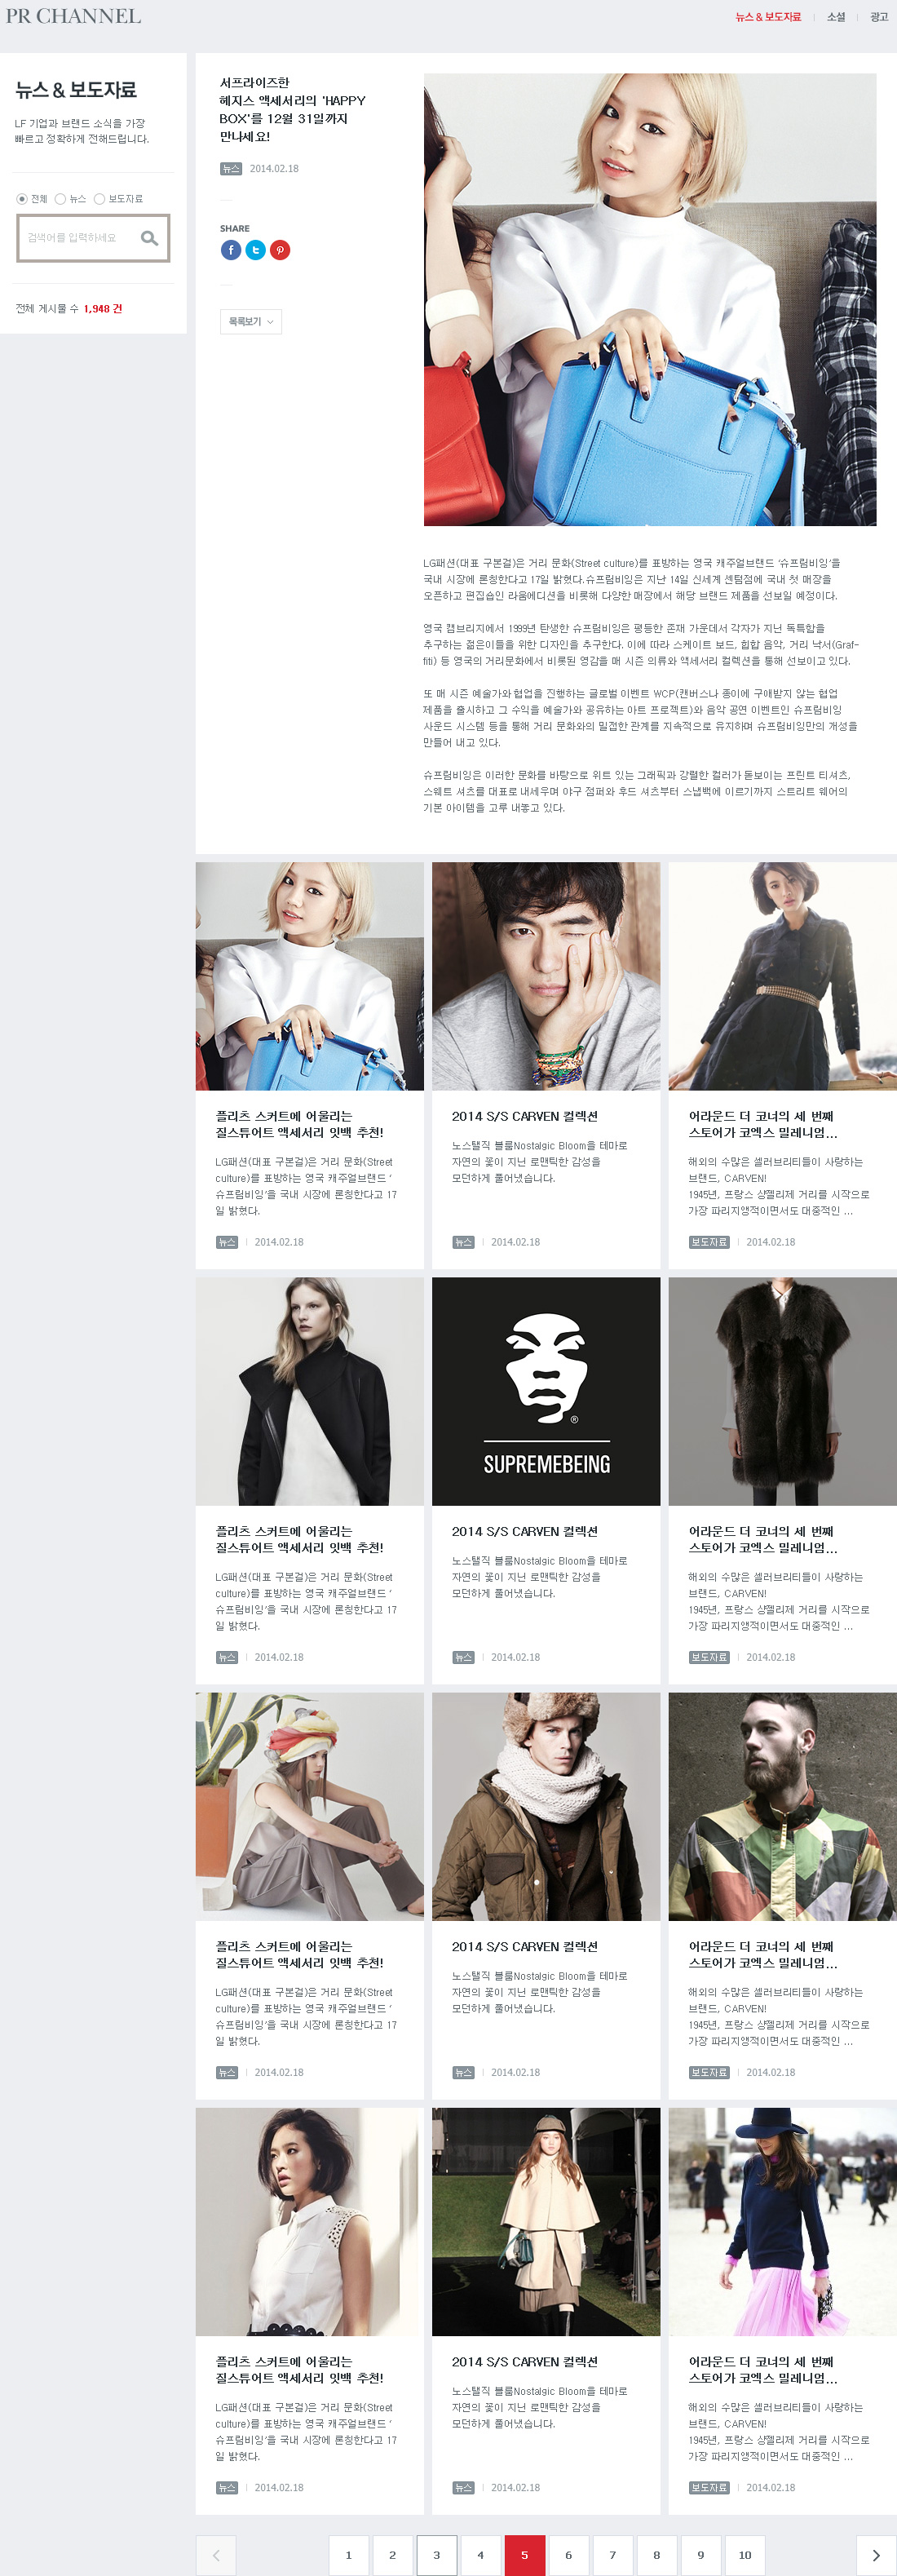 PR CHANNEL
뉴스 & 보도자료
소셜
광고
뉴스 & 보도자료
LF 기업과 브랜드 소식을 가장
빠르고 정확하게 전해드립니다.
전체
뉴스
보도자료
검색어를 입력하세요
전체 게시물 수 1,948 건
서프라이즈한
헤지스 액세서리의 'HAPPY
BOX'를 12월 31일까지
만나세요!
뉴스 2014.02.18
SHARE
목록보기
LG패션(대표 구본걸)은 거리 문화(Street culture)를 표방하는 영국 캐주얼브랜드 '슈프림비잉'을
국내 시장에 론칭한다고 17일 밝혔다.슈프림비잉은 지난 14일 신세계 센텀점에 국내 첫 매장을
오픈하고 편집숍인 라움에디션을 비롯해 다양한 매장에서 해당 브랜드 제품을 선보일 예정이다.
영국 캠브리지에서 1999년 탄생한 슈프림비잉은 평등한 존재 가운데서 각자가 지닌 독특함을
추구하는 젊은이들을 위한 디자인을 추구한다. 이에 따라 스케이트 보드, 힙합 음악, 거리 낙서(Graf-
fiti) 등 영국의 거리문화에서 비롯된 영감을 매 시즌 의류와 액세서리 컬렉션을 통해 선보이고 있다.
또 매 시즌 예술가와 협업을 진행하는 글로벌 이벤트 WCP(캔버스나 종이에 구애받지 않는 협업
제품을 출시하고 그 수익을 예술가와 공유하는 아트 프로젝트)와 음악 공연 이벤트인 슈프림비잉
사운드 시스템 등을 통해 거리 문화와의 밀접한 관계를 지속적으로 유지하며 슈프림비잉만의 개성을
만들어 내고 있다.
슈프림비잉은 이러한 문화를 바탕으로 위트 있는 그래픽과 강렬한 컬러가 돋보이는 프린트 티셔츠,
스웨트 셔츠를 대표로 내세우며 야구 점퍼와 후드 셔츠부터 스냅백에 이르기까지 스트리트 웨어의
기본 아이템을 고루 내놓고 있다.
플리츠 스커트에 어울리는
질스튜어트 액세서리 잇백 추천!
LG패션(대표 구본걸)은 거리 문화(Street
culture)를 표방하는 영국 캐주얼브랜드 '
슈프림비잉'을 국내 시장에 론칭한다고 17
일 밝혔다.
뉴스 2014.02.18
2014 S/S CARVEN 컬렉션
노스탤직 블룸Nostalgic Bloom을 테마로
자연의 꽃이 지닌 로맨틱한 감성을
모던하게 풀어냈습니다.
뉴스 2014.02.18
어라운드 더 코너의 세 번째
스토어가 코엑스 밀레니엄...
해외의 수많은 셀러브리티들이 사랑하는
브랜드, CARVEN!
1945년, 프랑스 샹젤리제 거리를 시작으로
가장 파리지앵적이면서도 대중적인 ...
보도자료 2014.02.18
SUPREMEBEING
플리츠 스커트에 어울리는
질스튜어트 액세서리 잇백 추천!
LG패션(대표 구본걸)은 거리 문화(Street
culture)를 표방하는 영국 캐주얼브랜드 '
슈프림비잉'을 국내 시장에 론칭한다고 17
일 밝혔다.
뉴스 2014.02.18
2014 S/S CARVEN 컬렉션
노스탤직 블룸Nostalgic Bloom을 테마로
자연의 꽃이 지닌 로맨틱한 감성을
모던하게 풀어냈습니다.
뉴스 2014.02.18
어라운드 더 코너의 세 번째
스토어가 코엑스 밀레니엄...
해외의 수많은 셀러브리티들이 사랑하는
브랜드, CARVEN!
1945년, 프랑스 샹젤리제 거리를 시작으로
가장 파리지앵적이면서도 대중적인 ...
보도자료 2014.02.18
플리츠 스커트에 어울리는
질스튜어트 액세서리 잇백 추천!
LG패션(대표 구본걸)은 거리 문화(Street
culture)를 표방하는 영국 캐주얼브랜드 '
슈프림비잉'을 국내 시장에 론칭한다고 17
일 밝혔다.
뉴스 2014.02.18
2014 S/S CARVEN 컬렉션
노스탤직 블룸Nostalgic Bloom을 테마로
자연의 꽃이 지닌 로맨틱한 감성을
모던하게 풀어냈습니다.
뉴스 2014.02.18
어라운드 더 코너의 세 번째
스토어가 코엑스 밀레니엄...
해외의 수많은 셀러브리티들이 사랑하는
브랜드, CARVEN!
1945년, 프랑스 샹젤리제 거리를 시작으로
가장 파리지앵적이면서도 대중적인 ...
보도자료 2014.02.18
플리츠 스커트에 어울리는
질스튜어트 액세서리 잇백 추천!
LG패션(대표 구본걸)은 거리 문화(Street
culture)를 표방하는 영국 캐주얼브랜드 '
슈프림비잉'을 국내 시장에 론칭한다고 17
일 밝혔다.
뉴스 2014.02.18
2014 S/S CARVEN 컬렉션
노스탤직 블룸Nostalgic Bloom을 테마로
자연의 꽃이 지닌 로맨틱한 감성을
모던하게 풀어냈습니다.
뉴스 2014.02.18
어라운드 더 코너의 세 번째
스토어가 코엑스 밀레니엄...
해외의 수많은 셀러브리티들이 사랑하는
브랜드, CARVEN!
1945년, 프랑스 샹젤리제 거리를 시작으로
가장 파리지앵적이면서도 대중적인 ...
보도자료 2014.02.18
1 2 3 4 5 6 7 8 9 10